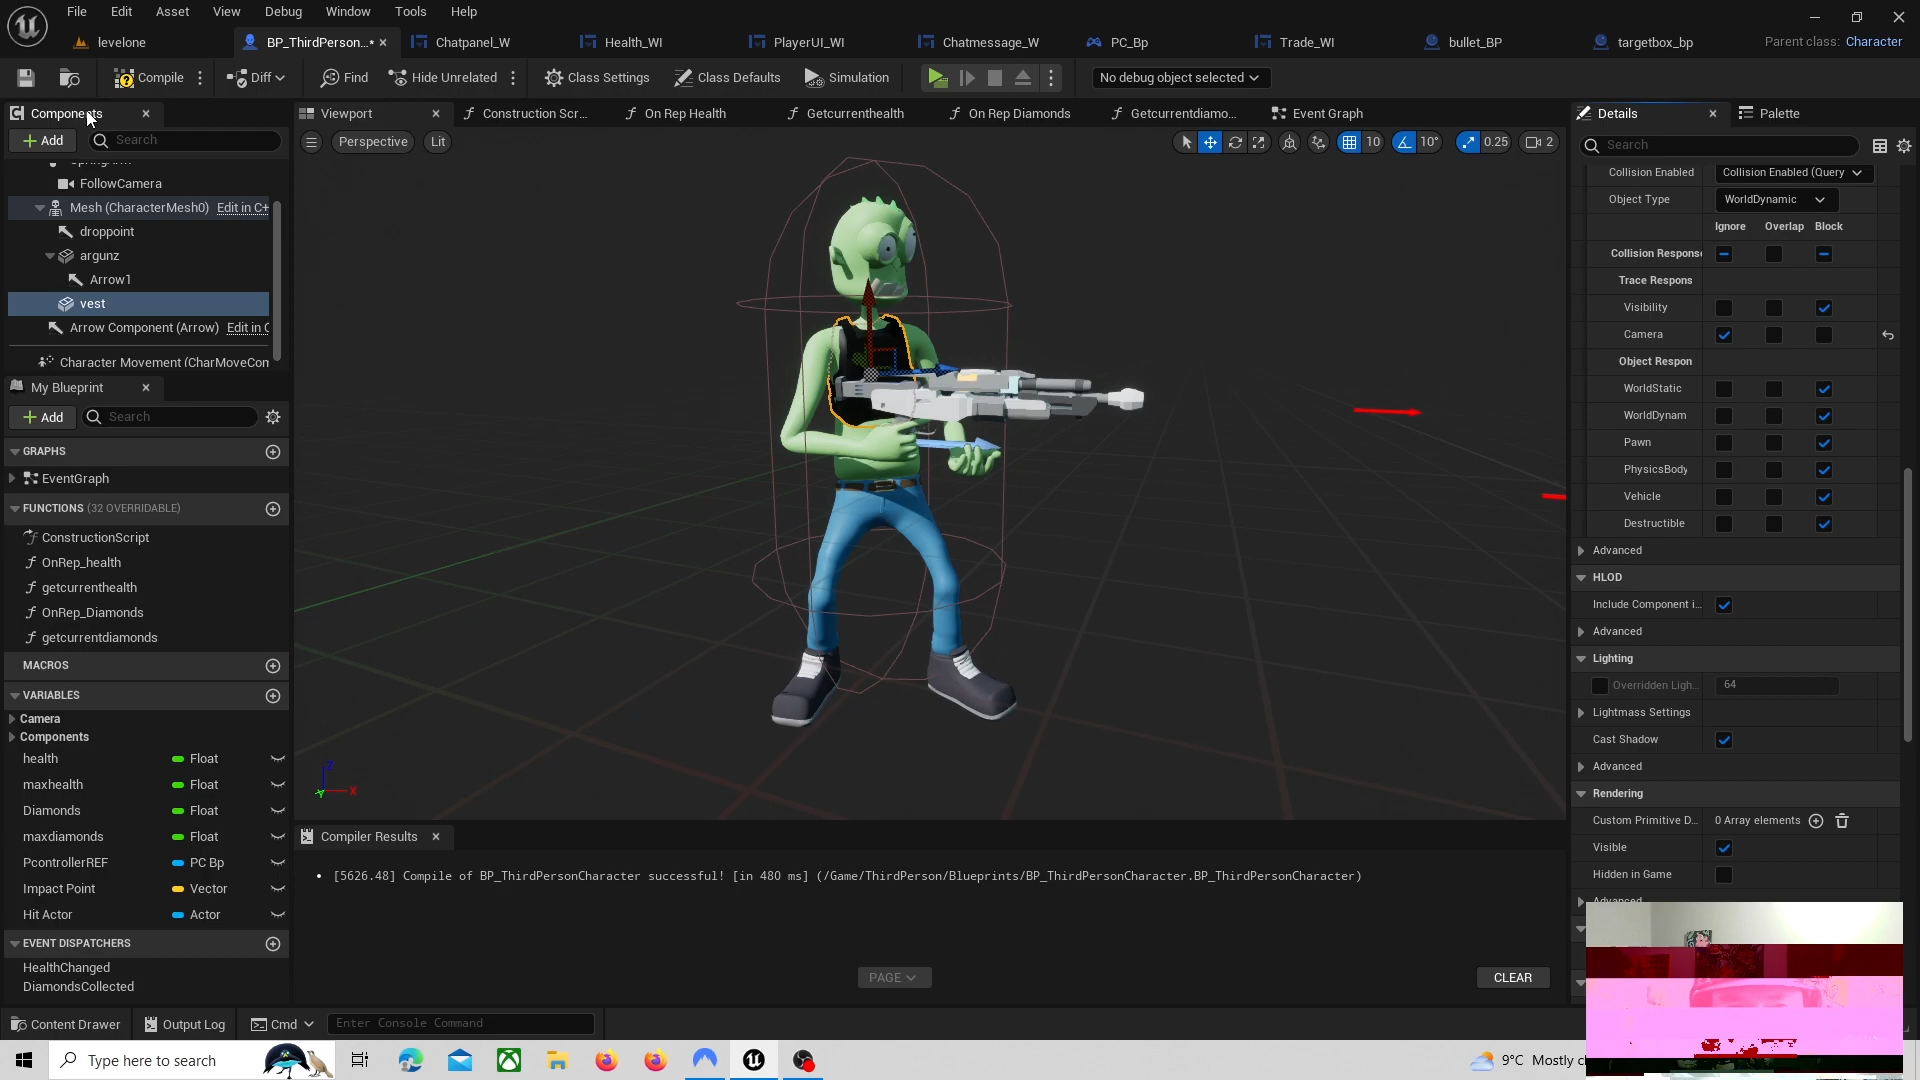 File Edit Asset View Debug Window Tools Help
levelone BP_ThirdPerson...* Chatpanel_W Health_WI PlayerUI_WI Chatmessage_W PC_Bp Trade_WI bullet_BP targetbox_bp Parent class: Character
Compile Diff Find Hide Unrelated Class Settings Class Defaults Simulation No debug object selected
Components
Add Search
FollowCamera
Mesh (CharacterMesh0) Edit in C+
droppoint
argunz
Arrow1
vest
Arrow Component (Arrow) Edit in C
Character Movement (CharMoveCon
My Blueprint
Add Search
GRAPHS
EventGraph
FUNCTIONS (32 OVERRIDABLE)
ConstructionScript
OnRep_health
getcurrenthealth
OnRep_Diamonds
getcurrentdiamonds
MACROS
VARIABLES
Camera
Components
health Float
maxhealth Float
Diamonds Float
maxdiamonds Float
PcontrollerREF PC Bp
Impact Point Vector
Hit Actor Actor
EVENT DISPATCHERS
HealthChanged
DiamondsCollected
Viewport Construction Scr... On Rep Health Getcurrenthealth On Rep Diamonds Getcurrentdiamo... Event Graph
Perspective Lit 10 10° 0.25 2
Z
X
Y
Compiler Results
[5626.48] Compile of BP_ThirdPersonCharacter successful! [in 480 ms] (/Game/ThirdPerson/Blueprints/BP_ThirdPersonCharacter.BP_ThirdPersonCharacter)
PAGE CLEAR
Details Palette
Search
Collision Enabled Collision Enabled (Query
Object Type WorldDynamic
Ignore Overlap Block
Collision Response
Trace Respons
Visibility
Camera
Object Respon
WorldStatic
WorldDynam
Pawn
PhysicsBody
Vehicle
Destructible
Advanced
HLOD
Include Component i...
Advanced
Lighting
Overridden Ligh... 64
Lightmass Settings
Cast Shadow
Advanced
Rendering
Custom Primitive D... 0 Array elements
Visible
Hidden in Game
Advanced
Content Drawer Output Log Cmd Enter Console Command
Type here to search 9°C Mostly cl